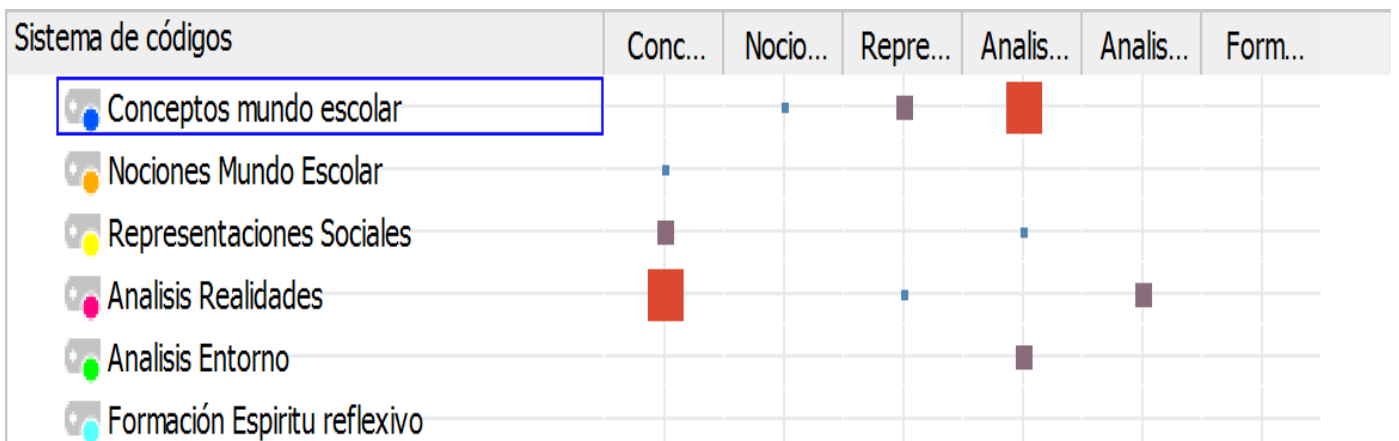 Sistema de códigos Conc... Nocio... Repre... Analis... Analis... Form...
Conceptos mundo escolar
Nociones Mundo Escolar
Representaciones Sociales
Analisis Realidades
Analisis Entorno
Formación Espiritu reflexivo